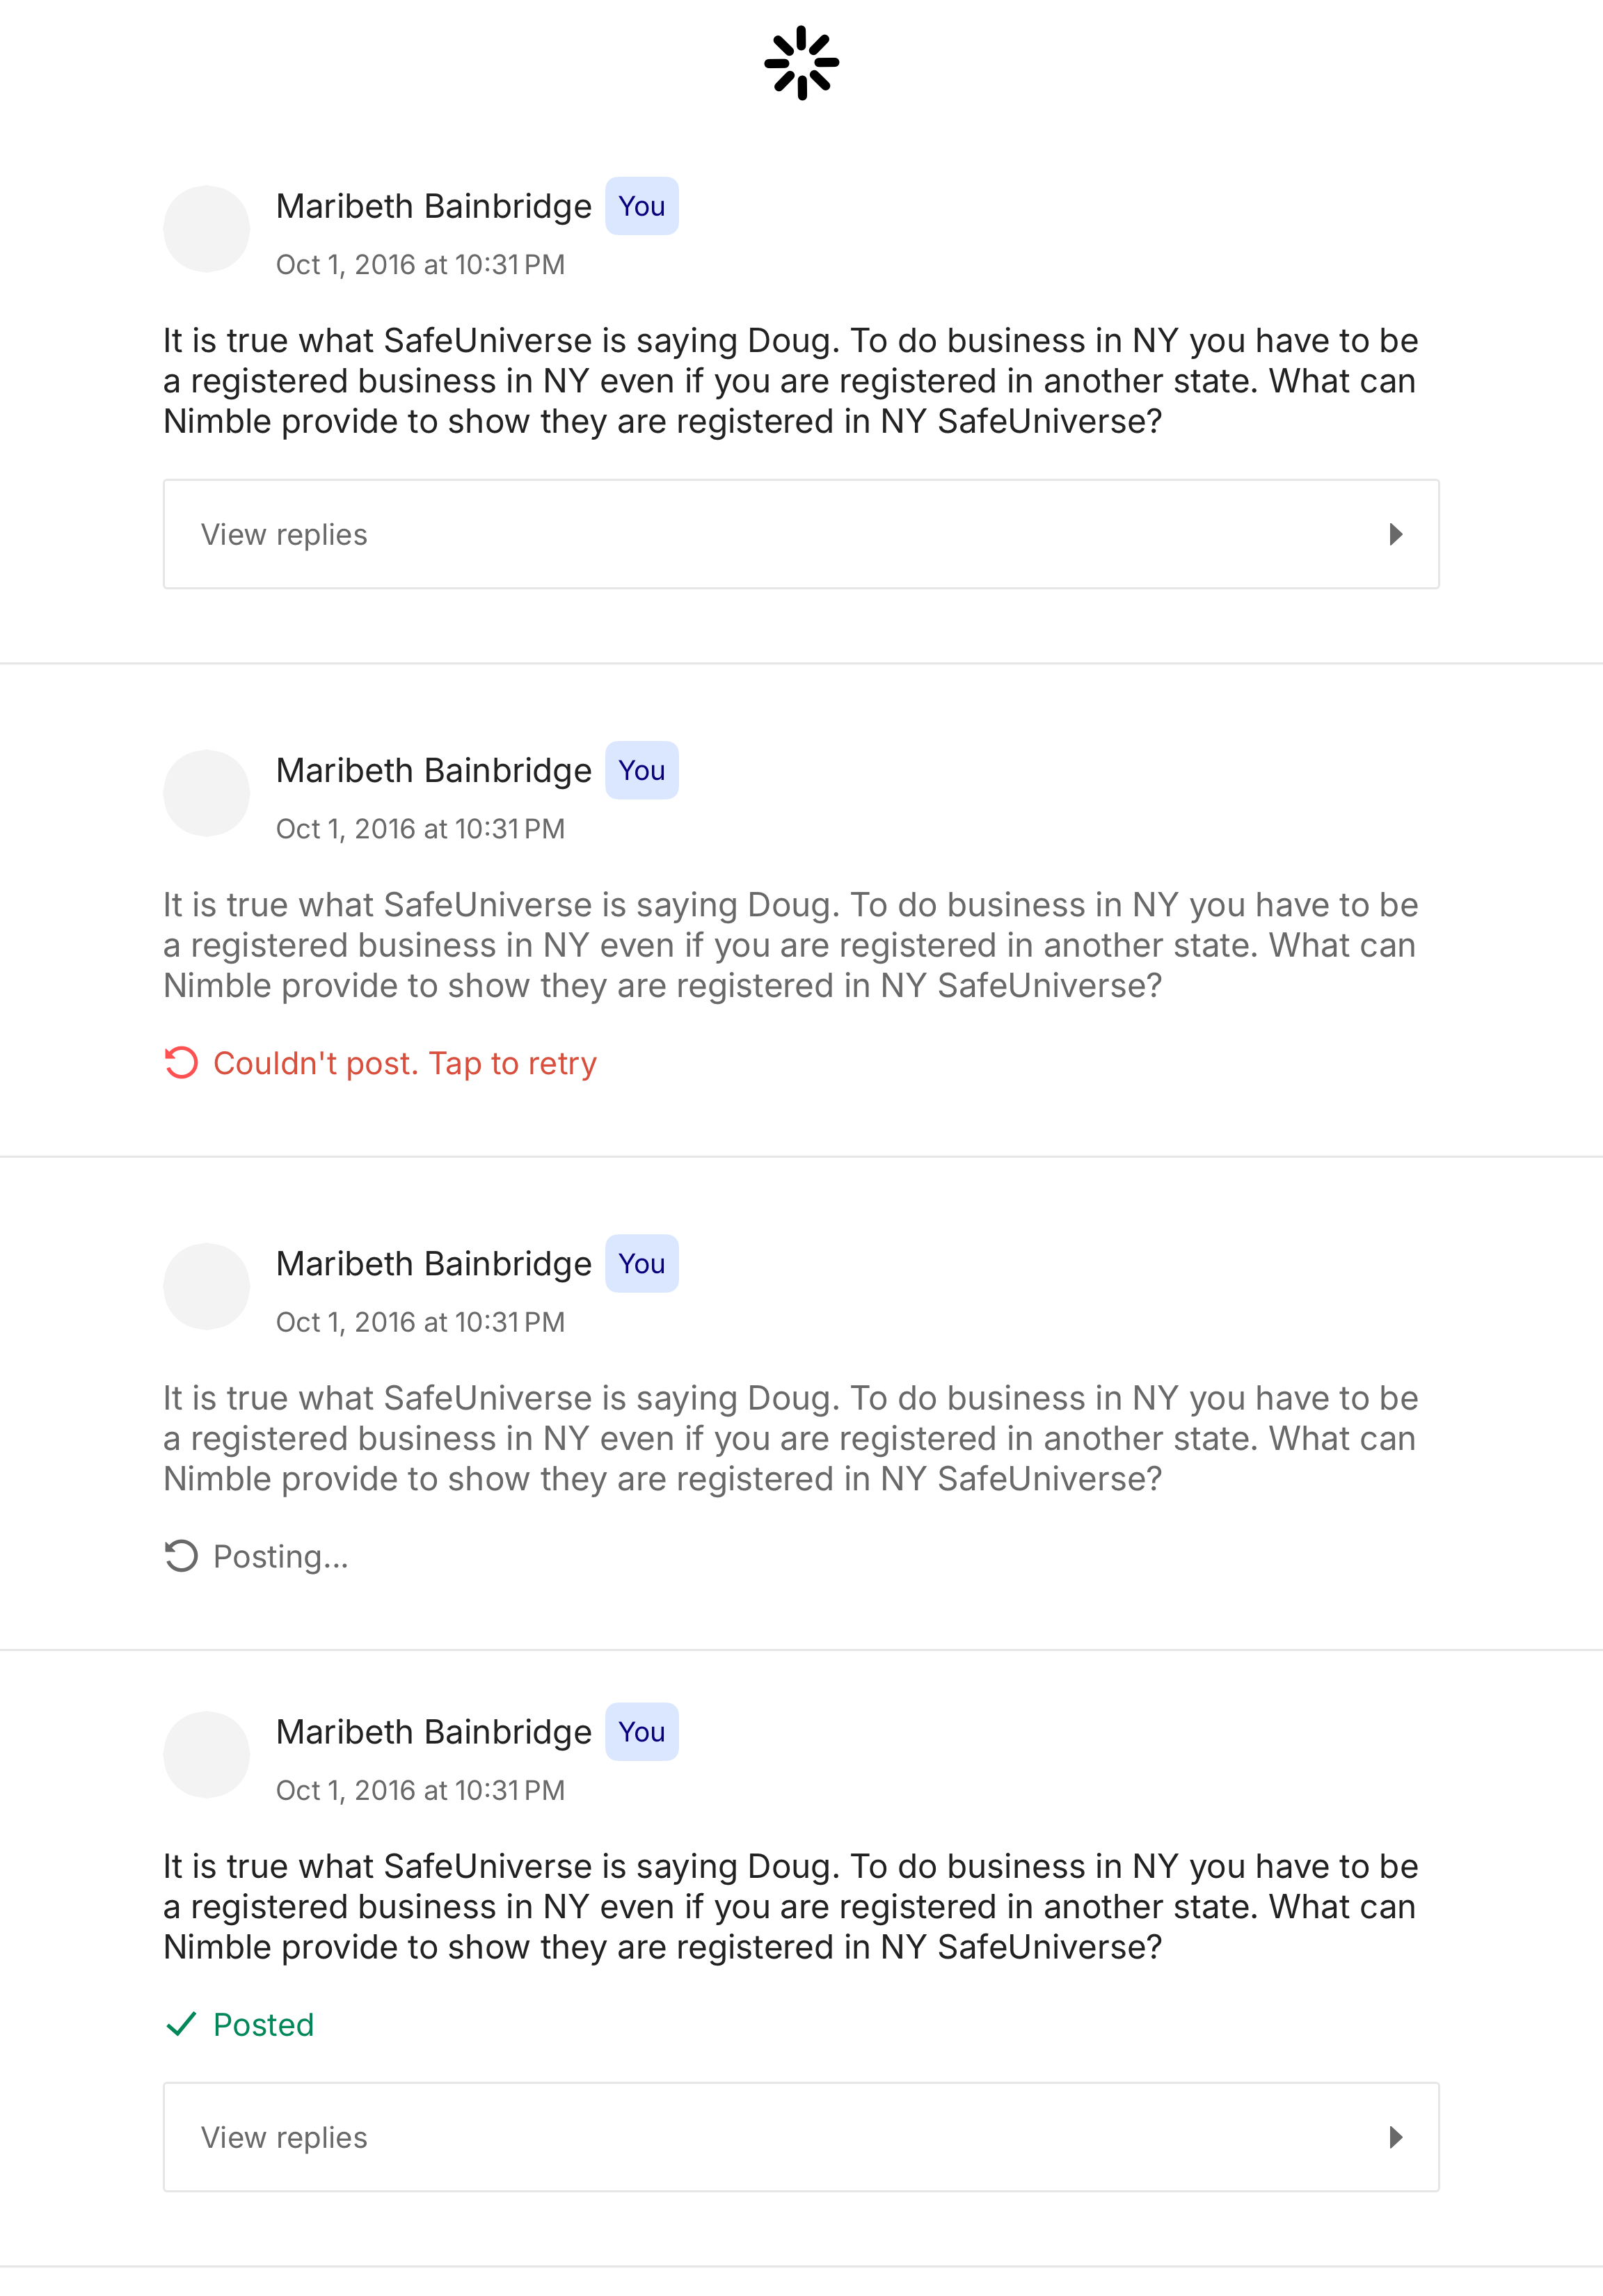 Maribeth Bainbridge You
Oct 1, 2016 at 10:31 PM
It is true what SafeUniverse is saying Doug. To do business in NY you have to be
a registered business in NY even if you are registered in another state. What can
Nimble provide to show they are registered in NY SafeUniverse?
View replies
Maribeth Bainbridge You
Oct 1, 2016 at 10:31 PM
It is true what SafeUniverse is saying Doug. To do business in NY you have to be
a registered business in NY even if you are registered in another state. What can
Nimble provide to show they are registered in NY SafeUniverse?
Couldn't post. Tap to retry
Maribeth Bainbridge You
Oct 1, 2016 at 10:31 PM
It is true what SafeUniverse is saying Doug. To do business in NY you have to be
a registered business in NY even if you are registered in another state. What can
Nimble provide to show they are registered in NY SafeUniverse?
Posting...
Maribeth Bainbridge You
Oct 1, 2016 at 10:31 PM
It is true what SafeUniverse is saying Doug. To do business in NY you have to be
a registered business in NY even if you are registered in another state. What can
Nimble provide to show they are registered in NY SafeUniverse?
Posted
View replies